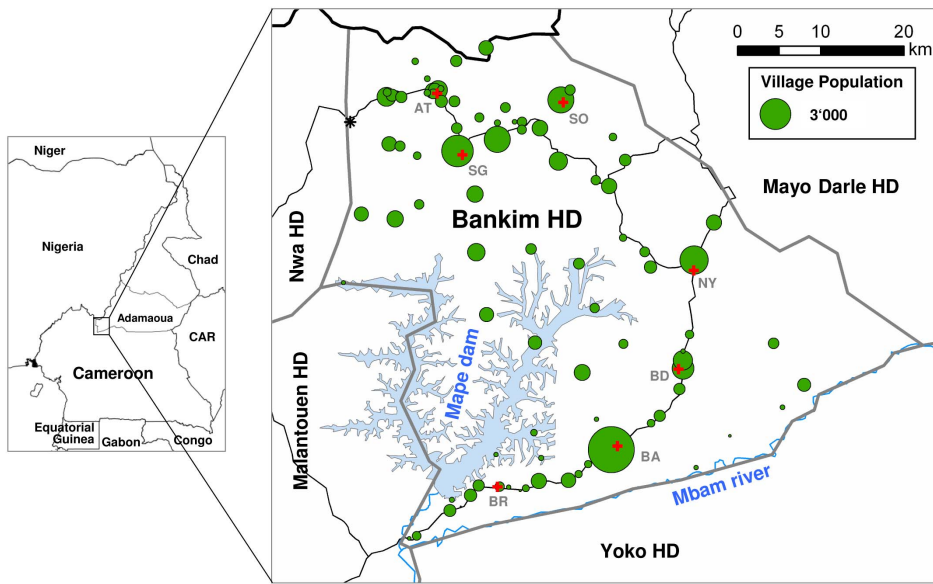 Niger
Nigeria
Chad
Adamaoua
CAR
Cameroon
Equatorial
Guinea
Gabon
Congo
0 5 10 20
km
Village Population
3‘000
AT
SO
SG
Mayo Darle HD
Bankim HD
Nwa HD
NY
Mape dam
BD
Malantouen HD
BA
BR
Mbam river
Yoko HD